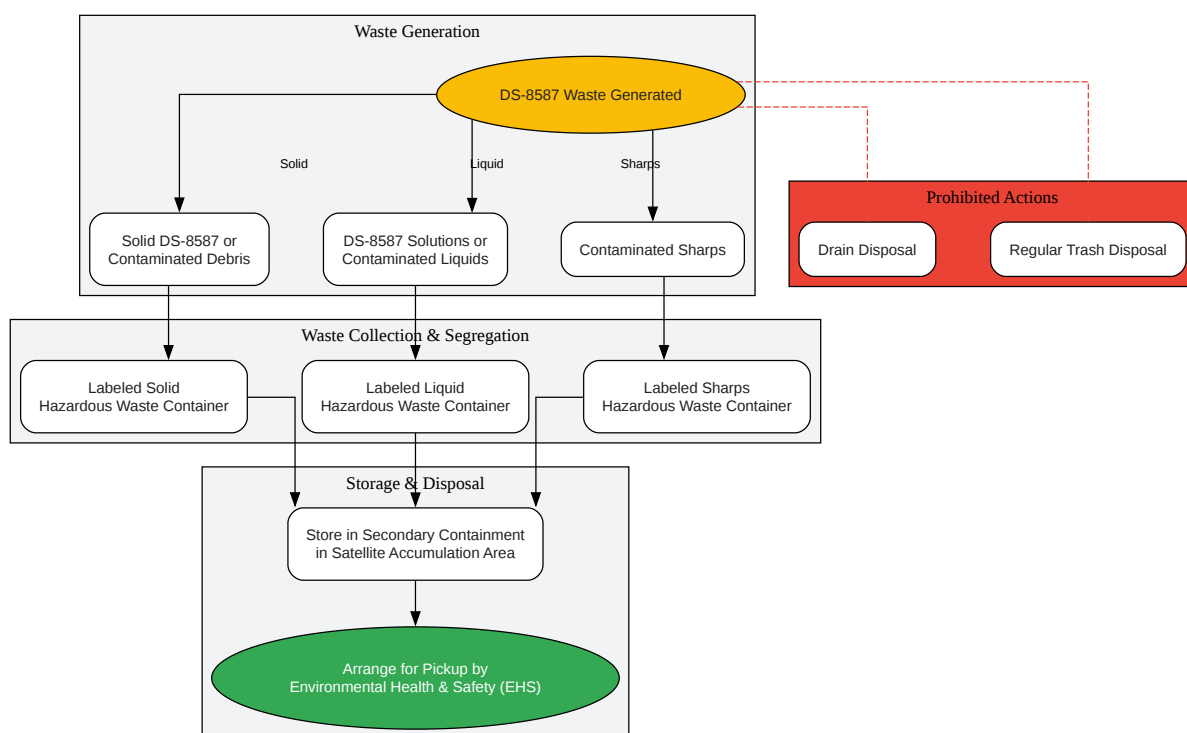 Waste Generation
DS-8587 Waste Generated
Solid
Liquid
Sharps
Prohibited Actions
Solid DS-8587 or
Contaminated Debris
DS-8587 Solutions or
Contaminated Liquids
Contaminated Sharps
Drain Disposal
Regular Trash Disposal
Waste Collection & Segregation
Labeled Solid
Hazardous Waste Container
Labeled Liquid
Hazardous Waste Container
Labeled Sharps
Hazardous Waste Container
Storage & Disposal
Store in Secondary Containment
in Satellite Accumulation Area
Arrange for Pickup by
Environmental Health & Safety (EHS)